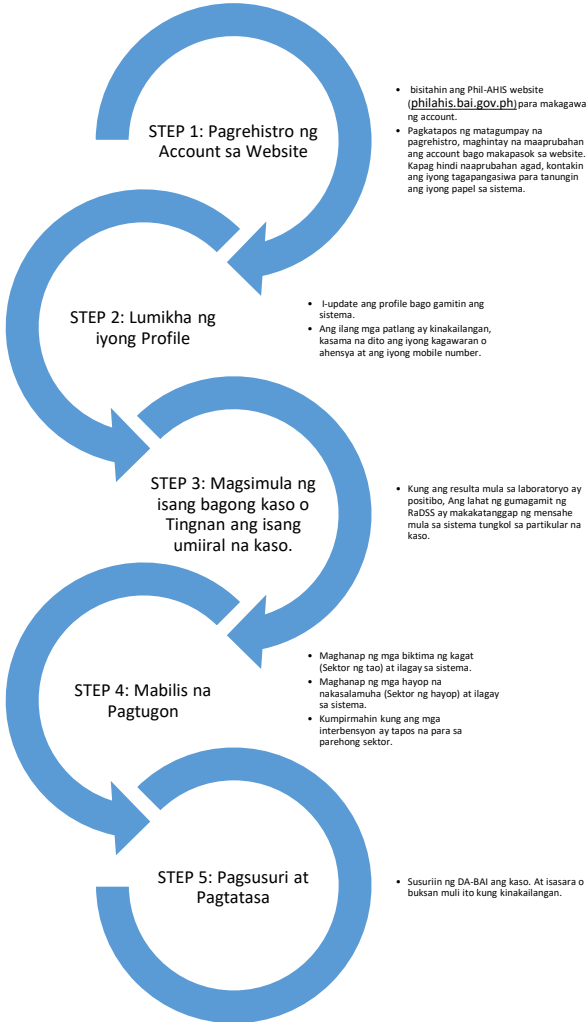 STEP 1: Pagrehistro ng
Account sa Website
• bisitahin ang Phil-AHIS website
(philahis.bai.gov.ph) para makagawa
ng account.
• Pagkatapos ng matagumpay na
pagrehistro, maghintay na maaprubahan
ang account bago makapasok sa website.
Kapag hindi naaprubahan agad, kontakin
ang iyong tagapangasiwa para tanungin
ang iyong papel sa sistema.
STEP 2: Lumikha ng
iyong Profile
• I-update ang profile bago gamitin ang
sistema.
• Ang ilang mga patlang ay kinakailangan,
kasama na dito ang iyong kagawaran o
ahensya at ang iyong mobile number.
STEP 3: Magsimula ng
isang bagong kaso o
Tingnan ang isang
umiiral na kaso.
• Kung ang resulta mula sa laboratoryo ay
positibo, Ang lahat ng gumagamit ng
RaDSS ay makakatanggap ng mensahe
mula sa sistema tungkol sa partikular na
kaso.
STEP 4: Mabilis na
Pagtugon
• Maghanap ng mga biktima ng kagat
(Sektor ng tao) at ilagay sa sistema.
• Maghanap ng mga hayop na
nakasalamuha (Sektor ng hayop) at ilagay
sa sistema.
• Kumpirmahin kung ang mga
interbensyon ay tapos na para sa
parehong sektor.
STEP 5: Pagsusuri at
Pagtatasa
• Susuriin ng DA-BAI ang kaso. At isasara o
buksan muli ito kung kinakailangan.